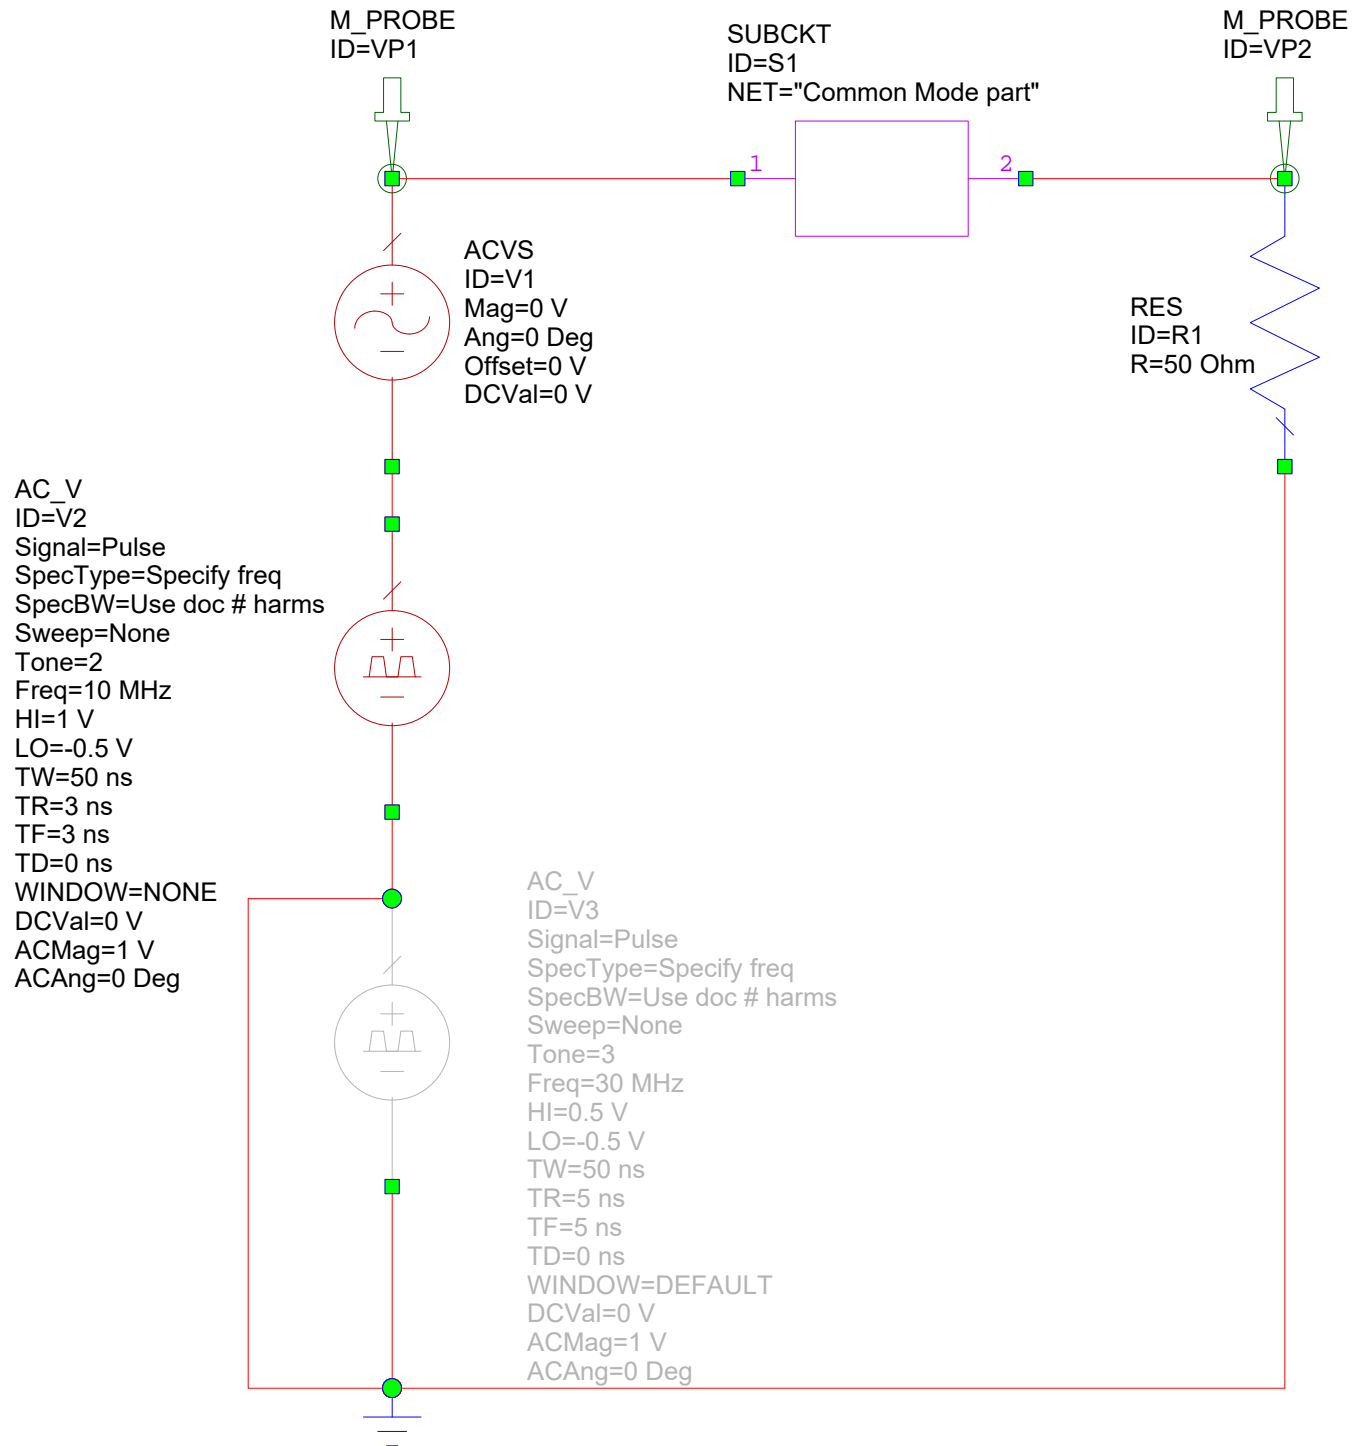 M_PROBE
ID=VP1
SUBCKT
ID=S1
NET="Common Mode part"
M_PROBE
ID=VP2
1
2
ACVS
ID=V1
Mag=0 V
Ang=0 Deg
Offset=0 V
DCVal=0 V
RES
ID=R1
R=50 Ohm
AC_V
ID=V2
Signal=Pulse
SpecType=Specify freq
SpecBW=Use doc # harms
Sweep=None
Tone=2
Freq=10 MHz
HI=1 V
LO=-0.5 V
TW=50 ns
TR=3 ns
TF=3 ns
TD=0 ns
WINDOW=NONE
DCVal=0 V
ACMag=1 V
ACAng=0 Deg
AC_V
ID=V3
Signal=Pulse
SpecType=Specify freq
SpecBW=Use doc # harms
Sweep=None
Tone=3
Freq=30 MHz
HI=0.5 V
LO=-0.5 V
TW=50 ns
TR=5 ns
TF=5 ns
TD=0 ns
WINDOW=DEFAULT
DCVal=0 V
ACMag=1 V
ACAng=0 Deg